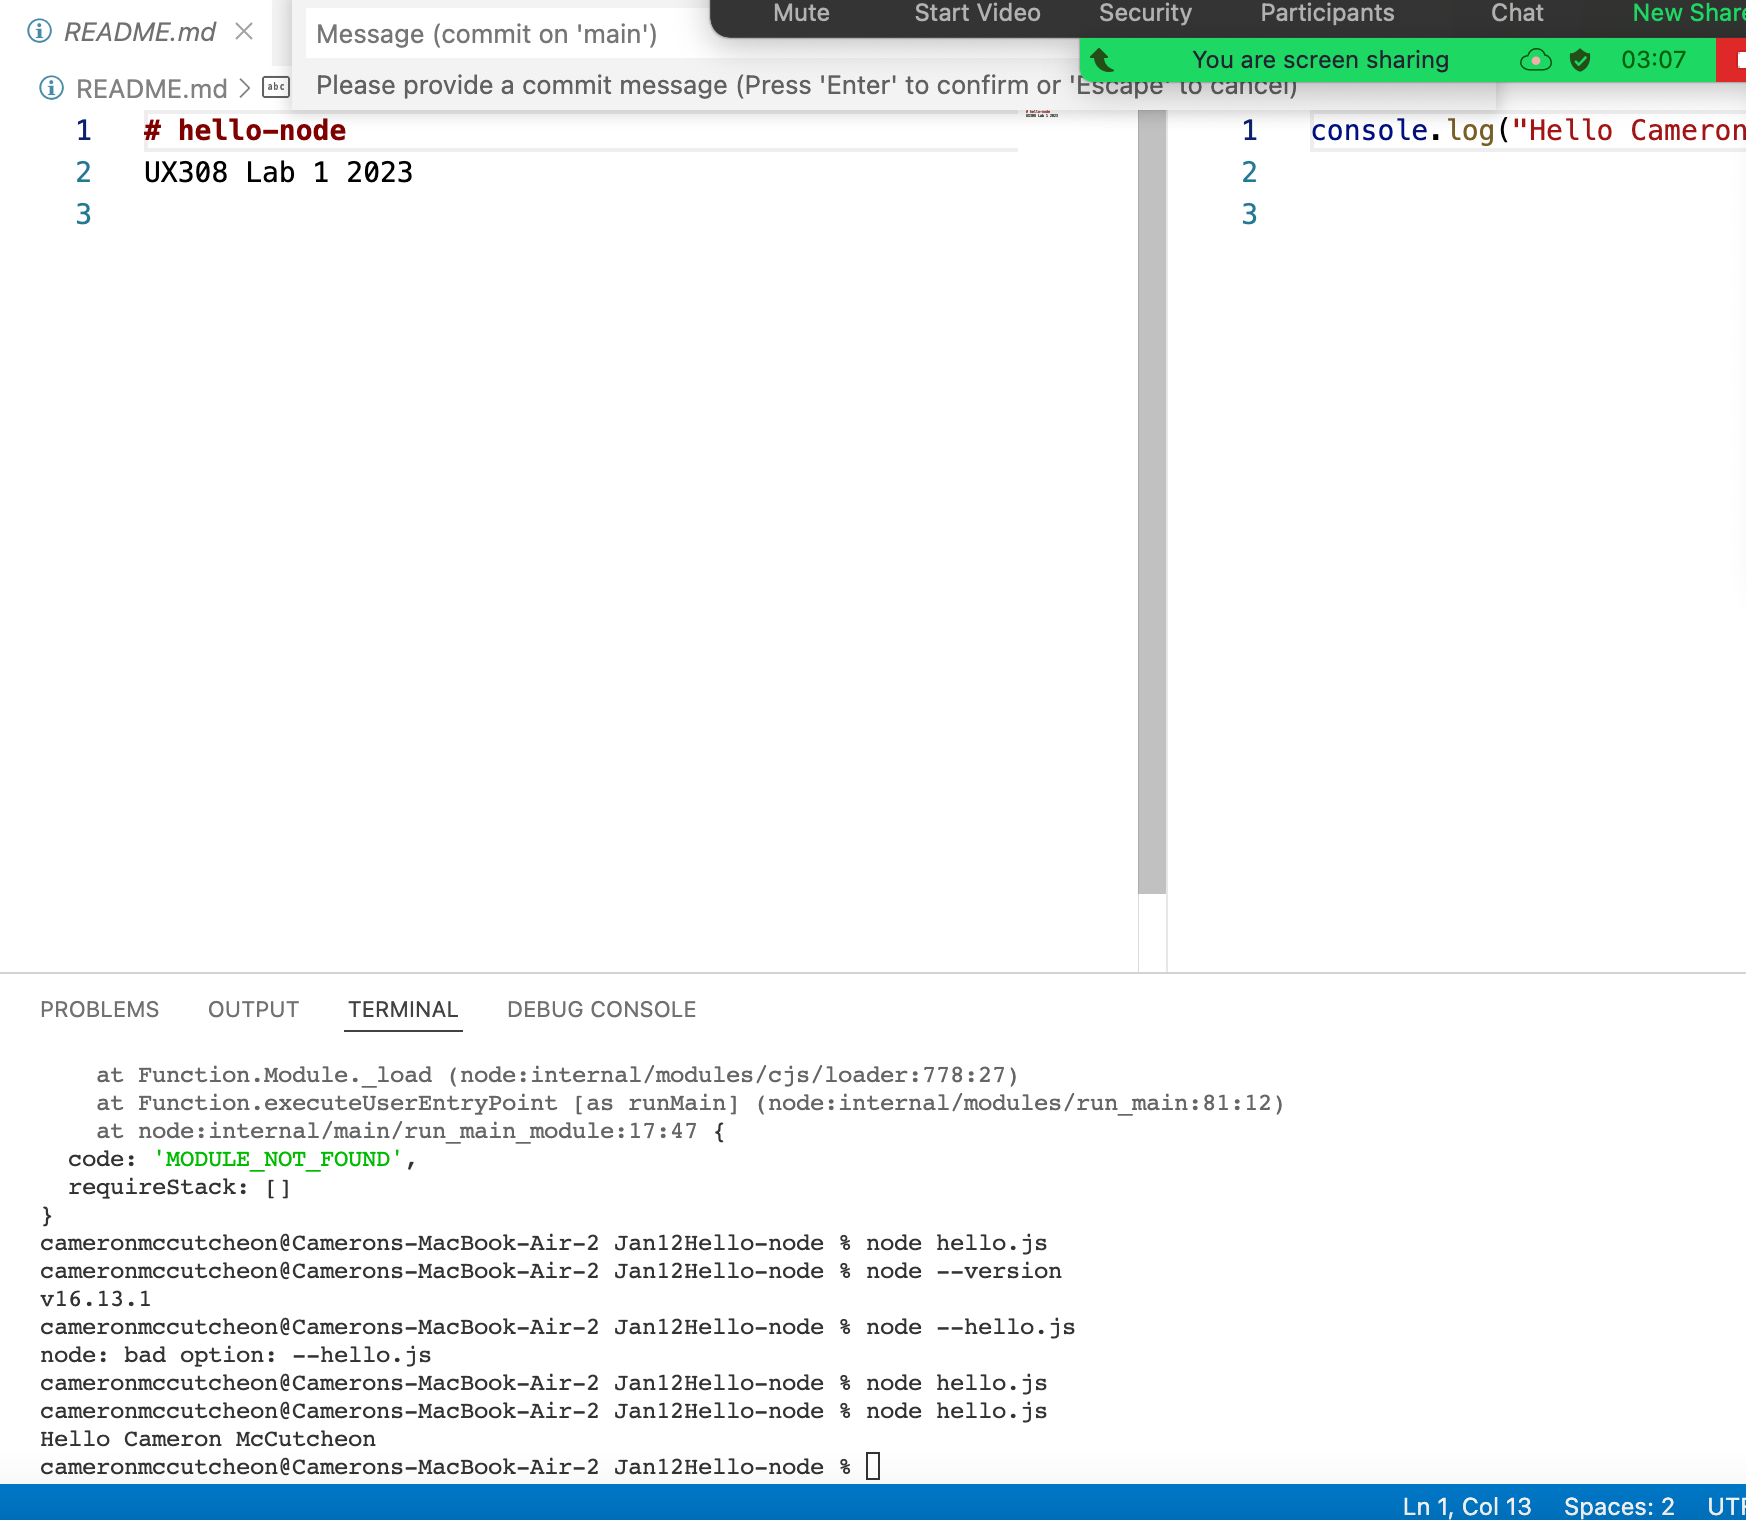 Mute Start Video Security Participants Chat New Share
README.md
Message (commit on 'main')
You are screen sharing 03:07
README.md > abc
Please provide a commit message (Press 'Enter' to confirm or 'Escape' to cancel)
1 # hello-node
2 UX308 Lab 1 2023
3
1 console.log("Hello Cameron
2
3
PROBLEMS OUTPUT TERMINAL DEBUG CONSOLE
at Function.Module._load (node:internal/modules/cjs/loader:778:27)
at Function.executeUserEntryPoint [as runMain] (node:internal/modules/run_main:81:12)
at node:internal/main/run_main_module:17:47 {
code: 'MODULE_NOT_FOUND',
requireStack: []
}
cameronmccutcheon@Camerons-MacBook-Air-2 Jan12Hello-node % node hello.js
cameronmccutcheon@Camerons-MacBook-Air-2 Jan12Hello-node % node --version
v16.13.1
cameronmccutcheon@Camerons-MacBook-Air-2 Jan12Hello-node % node --hello.js
node: bad option: --hello.js
cameronmccutcheon@Camerons-MacBook-Air-2 Jan12Hello-node % node hello.js
cameronmccutcheon@Camerons-MacBook-Air-2 Jan12Hello-node % node hello.js
Hello Cameron McCutcheon
cameronmccutcheon@Camerons-MacBook-Air-2 Jan12Hello-node %
Ln 1, Col 13 Spaces: 2 UTF